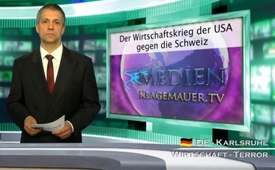 Der Wirtschaftskrieg der USA
gegen die Schweiz
MEDIEN
KLAGEMAUER.TV
DE-Karlsruhe
Wirtschaft-Terror